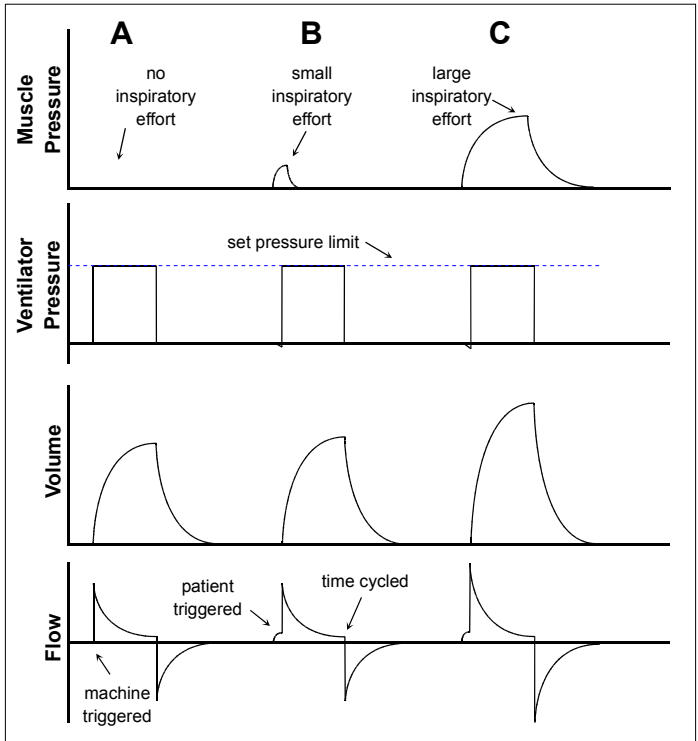 A
B
C
Muscle
Pressure
no
inspiratory
effort
small
inspiratory
effort
large
inspiratory
effort
Ventilator
Pressure
set pressure limit
Volume
Flow
machine
triggered
patient
triggered
time cycled